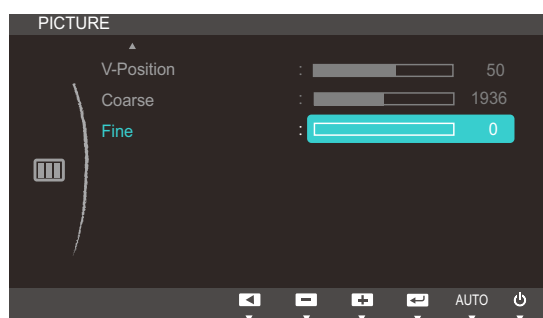 PICTURE
V-Position : 50
Coarse : 1936
Fine : 0
AUTO